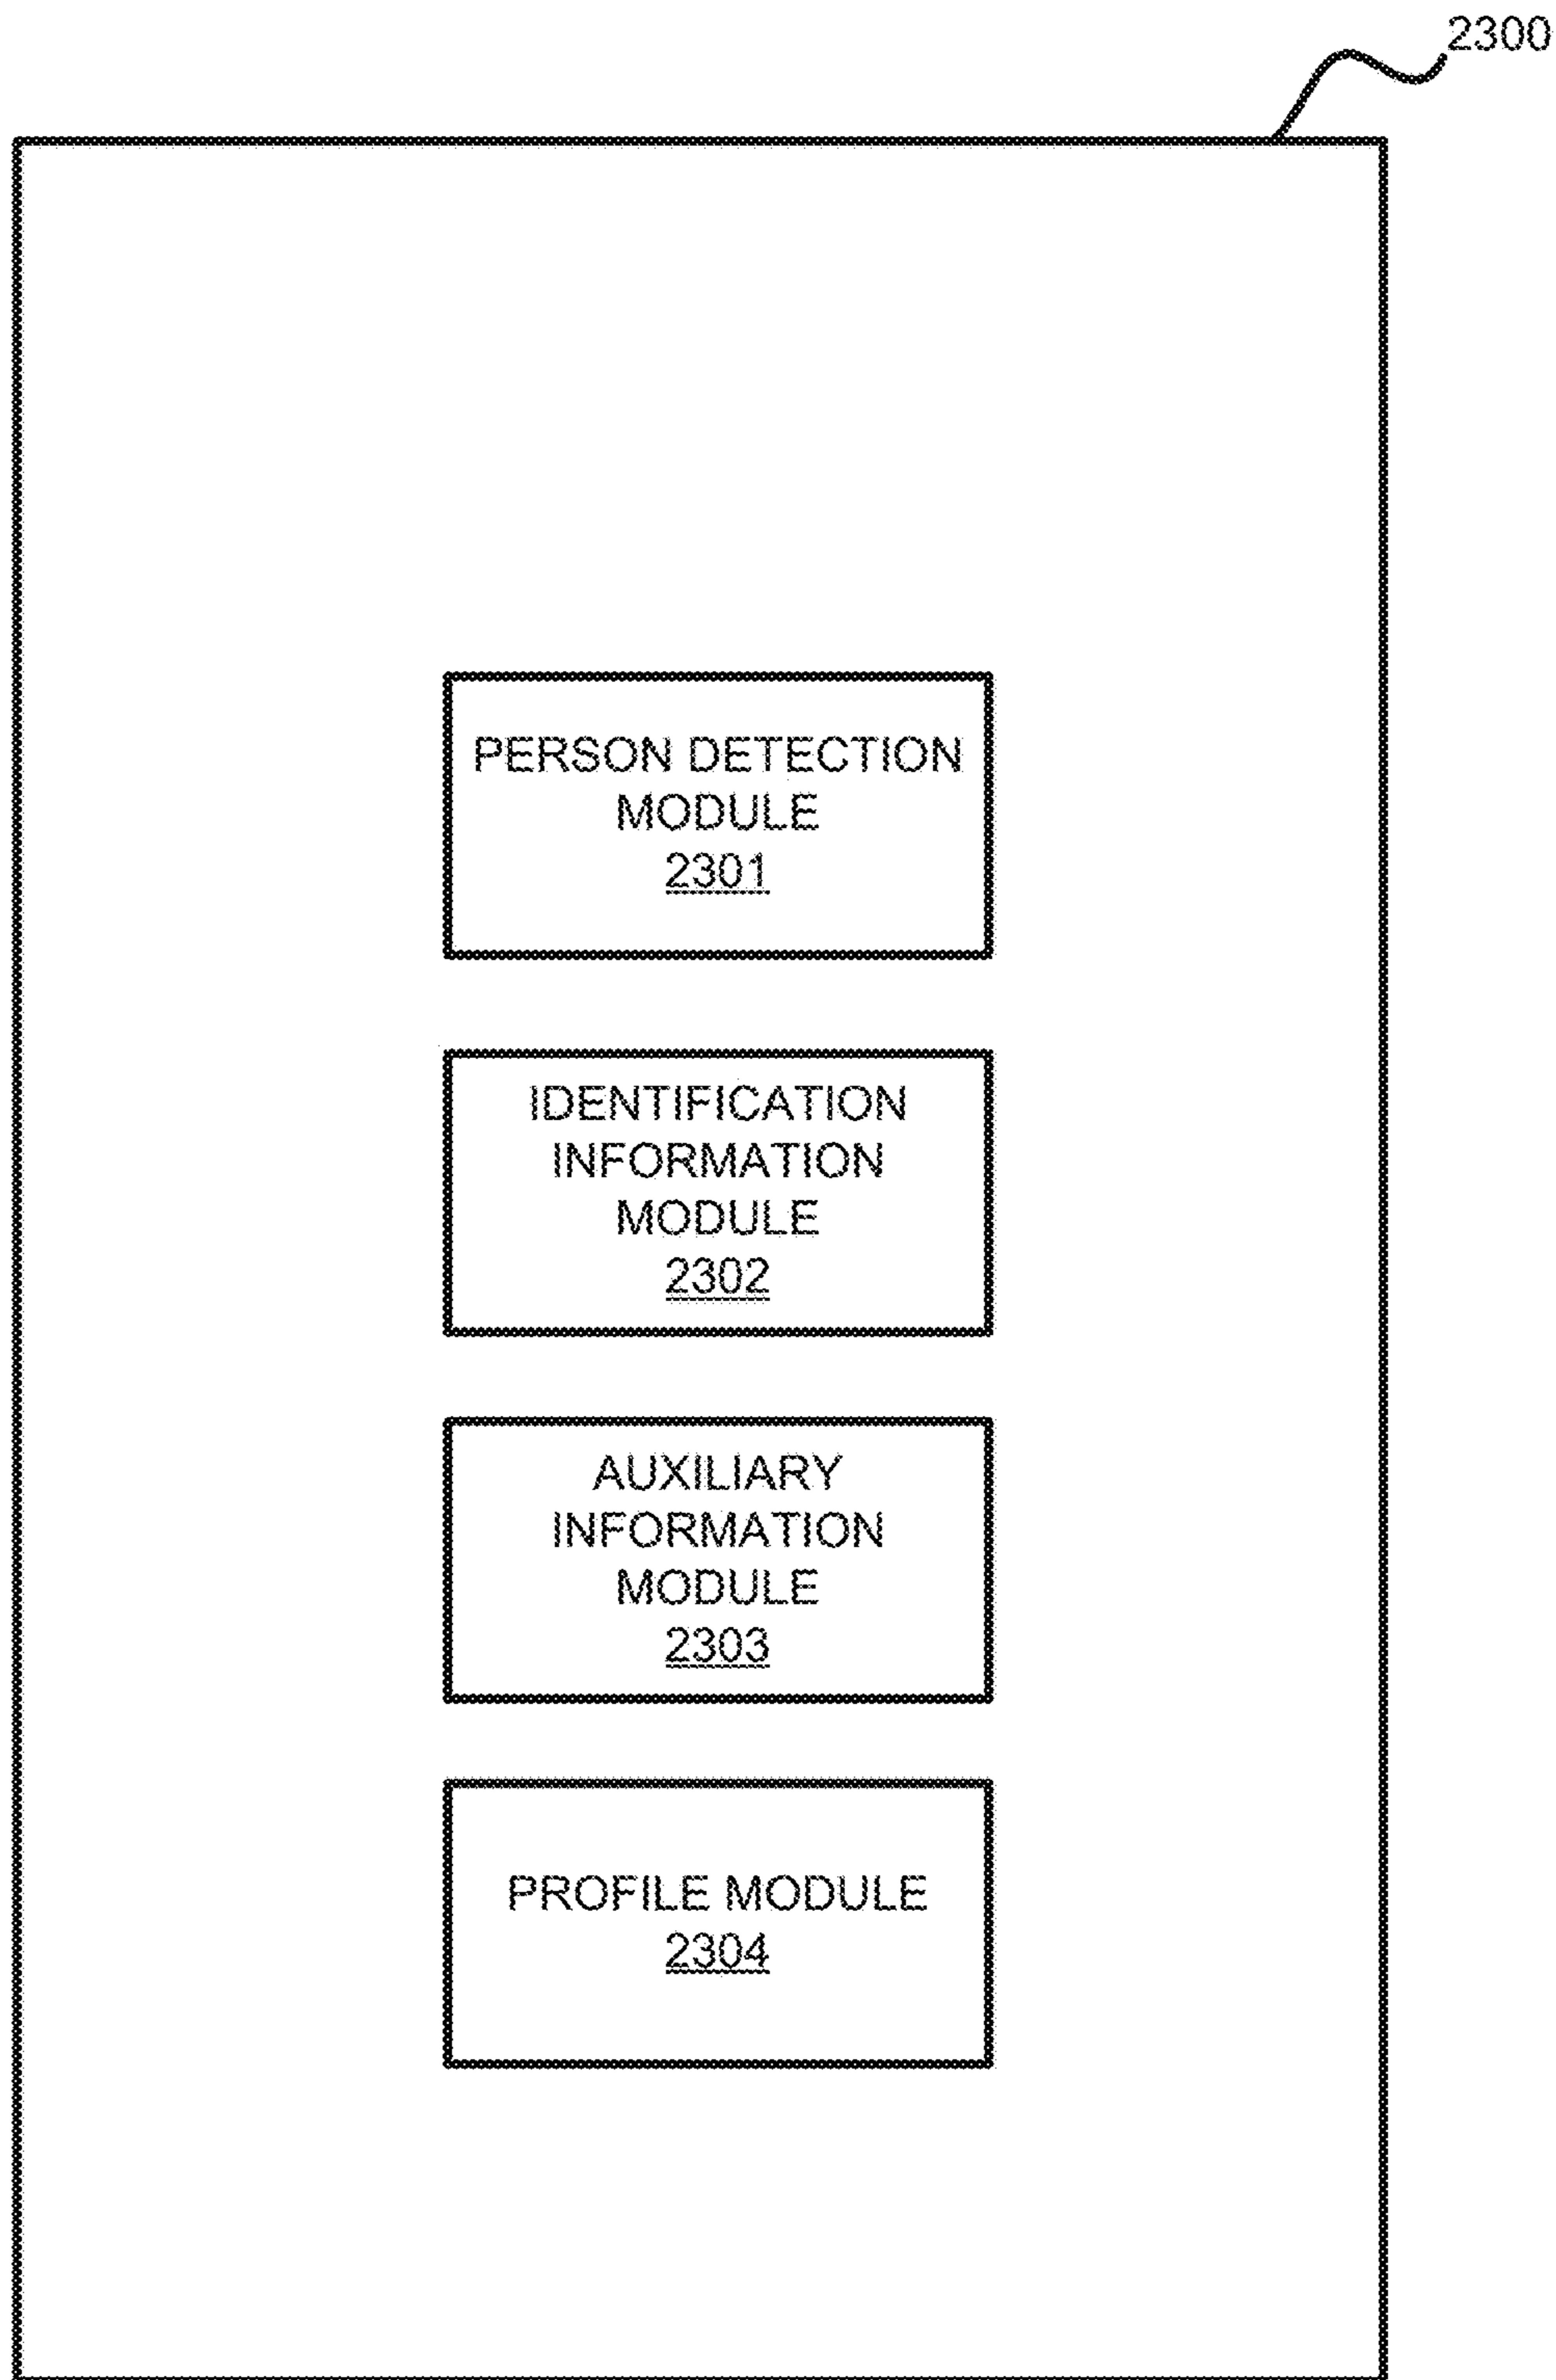 2300
PERSON DETECTION
MODULE
2301
IDENTIFICATION
INFORMATION
MODULE
2302
AUXILIARY
INFORMATION
MODULE
2303
PROFILE MODULE
2304